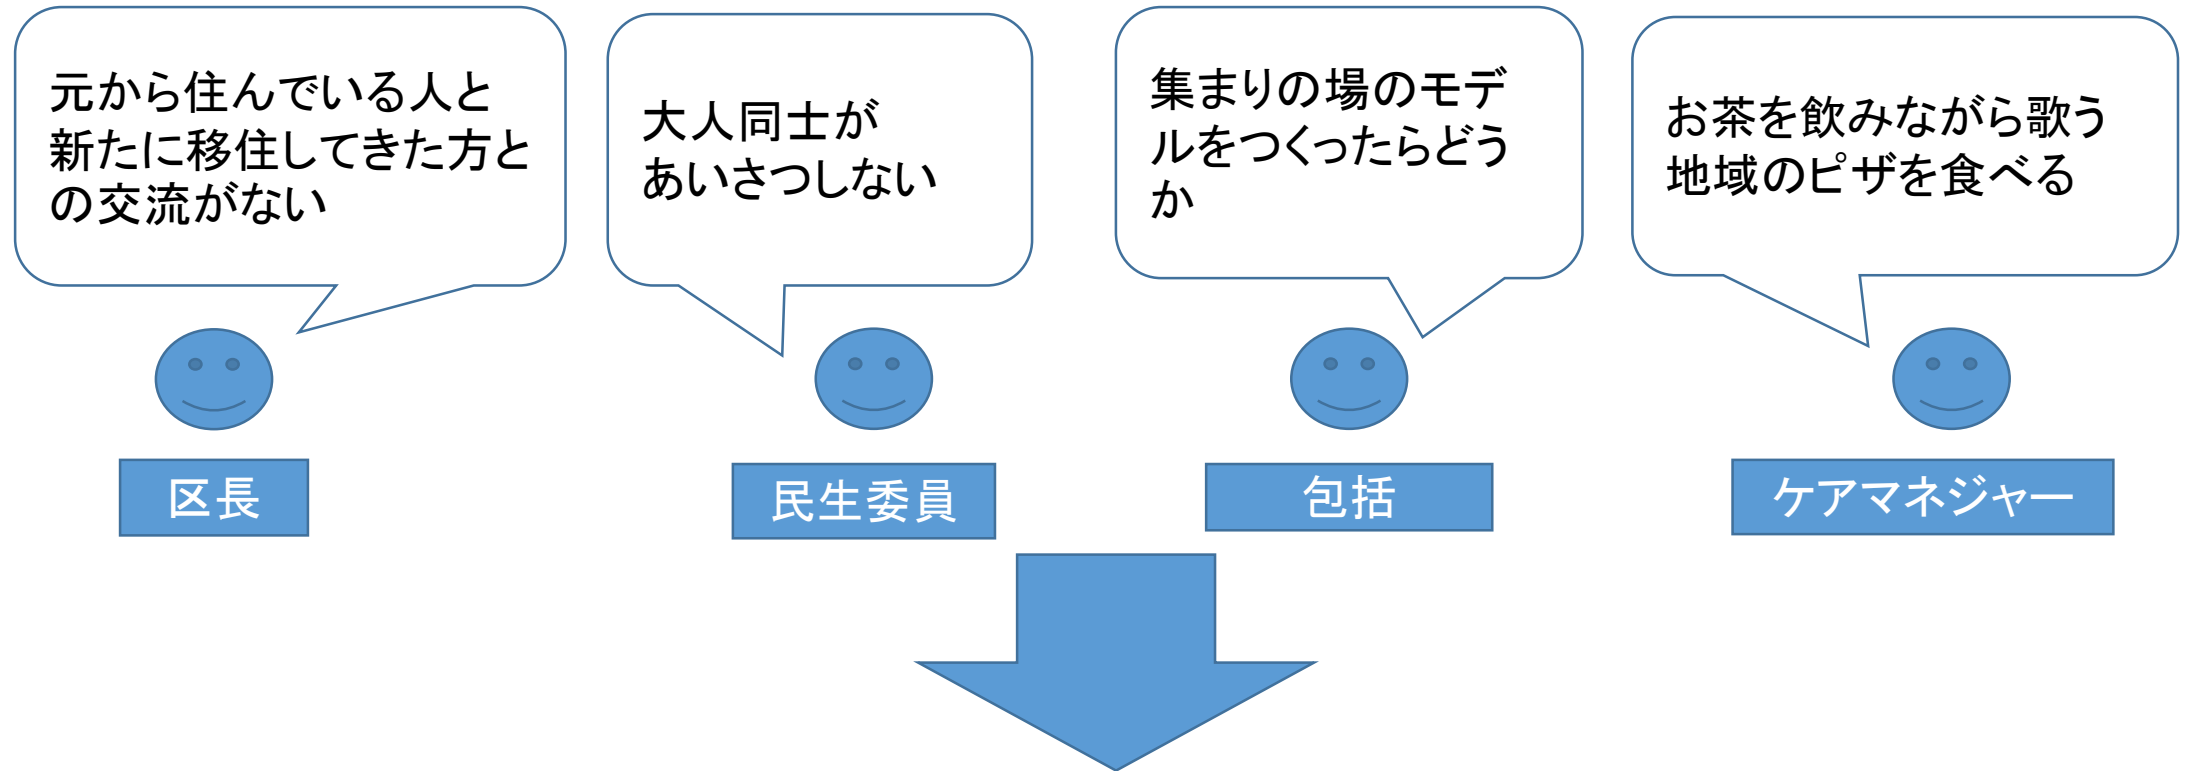 元から住んでいる人と
新たに移住してきた方と
の交流がない
大人同士が
あいさつしない
集まりの場のモデ
ルをつくったらどう
か
お茶を飲みながら歌う
地域のピザを食べる
区長
民生委員
包括
ケアマネジャー